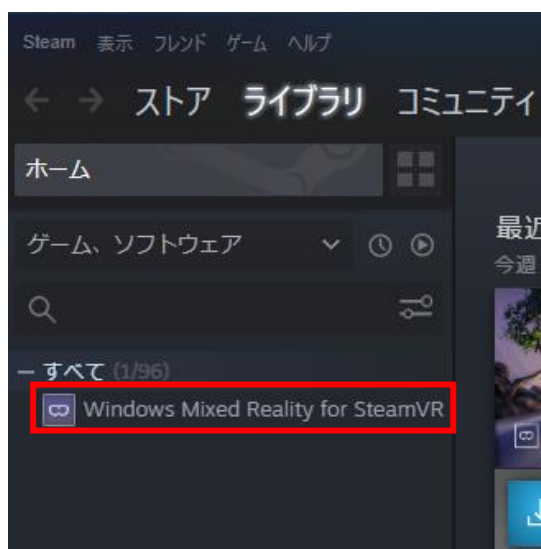 Steam 表示 フレンド ゲーム ヘルプ
← → ストア ライブラリ コミュニティ
ホーム
ゲーム、ソフトウェア
最近
今週
− すべて (1/96)
Windows Mixed Reality for SteamVR